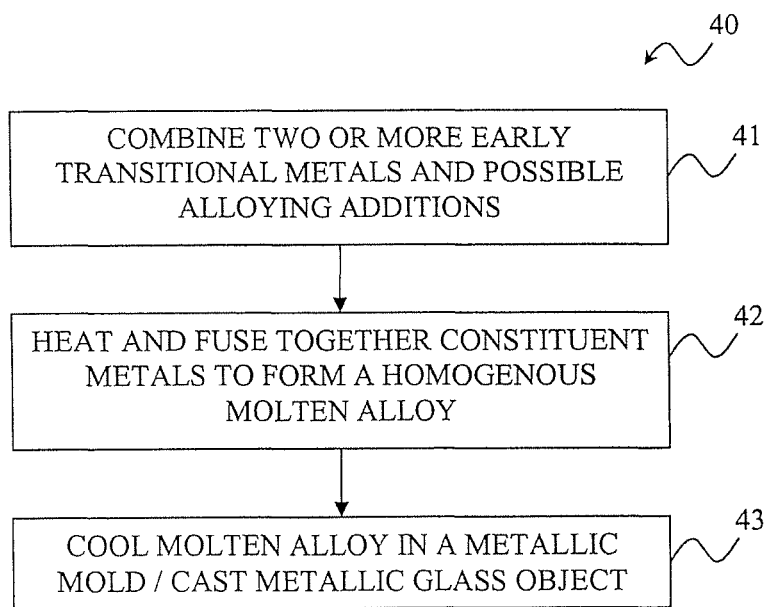 40
COMBINE TWO OR MORE EARLY
TRANSITIONAL METALS AND POSSIBLE
ALLOYING ADDITIONS
41
HEAT AND FUSE TOGETHER CONSTITUENT
METALS TO FORM A HOMOGENOUS
MOLTEN ALLOY
42
COOL MOLTEN ALLOY IN A METALLIC
MOLD / CAST METALLIC GLASS OBJECT
43